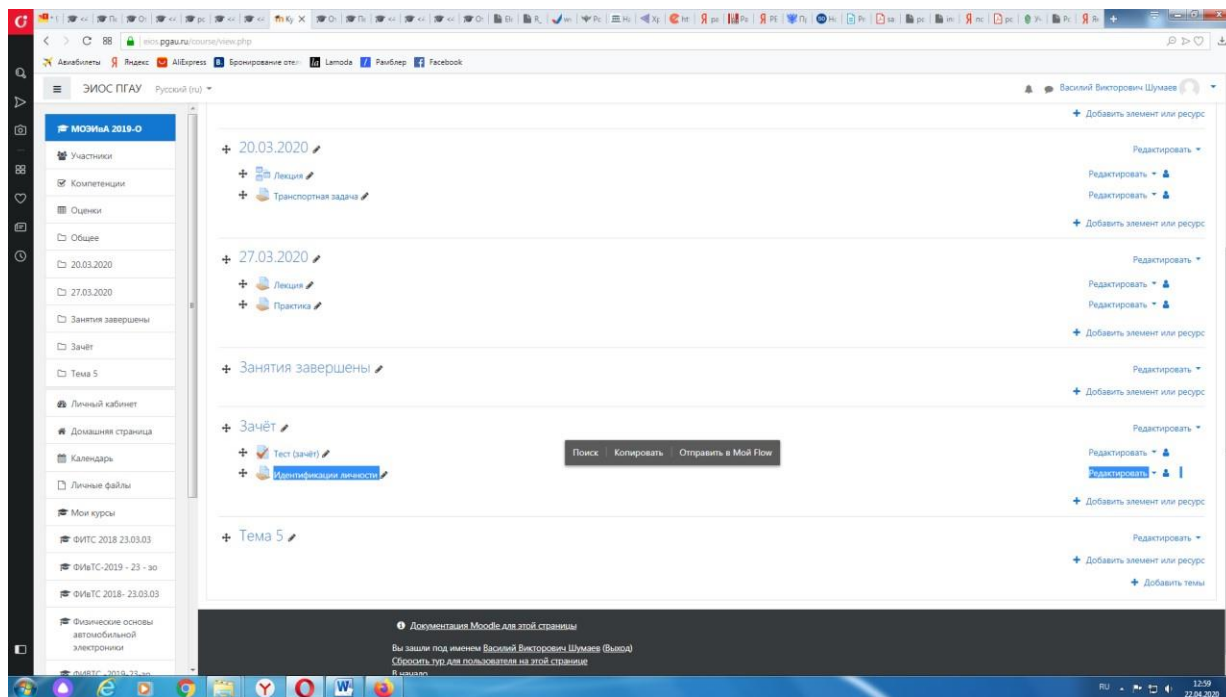 eios.pgau.ru/course/view.php
Авиабилеты Яндекс AliExpress Бронирование отел Lamoda Рамблер Facebook
ЭИОС ПГАУ Русский (ru)
Василий Викторович Шумаев
МОЭИвА 2019-О
Участники
Компетенции
Оценки
Общее
20.03.2020
27.03.2020
Занятия завершены
Зачёт
Тема 5
Личный кабинет
Домашняя страница
Календарь
Личные файлы
Мои курсы
ФИТС 2018 23.03.03
ФИвТС-2019 - 23 - зо
ФИвТС 2018- 23.03.03
Физические основы
автомобильной
электроники
Добавить элемент или ресурс
20.03.2020 Редактировать
Лекция Редактировать
Транспортная задача Редактировать
Добавить элемент или ресурс
27.03.2020 Редактировать
Лекция Редактировать
Практика Редактировать
Добавить элемент или ресурс
Занятия завершены Редактировать
Добавить элемент или ресурс
Зачёт Редактировать
Тест (зачёт) Редактировать
Поиск Копировать Отправить в Мой Flow
Идентификации личности Редактировать
Добавить элемент или ресурс
Тема 5 Редактировать
Добавить элемент или ресурс
Добавить темы
Документация Moodle для этой страницы
Вы зашли под именем Василий Викторович Шумаев (Выход)
Сбросить тур для пользователя на этой странице
В начало
RU 12:59
22.04.2020